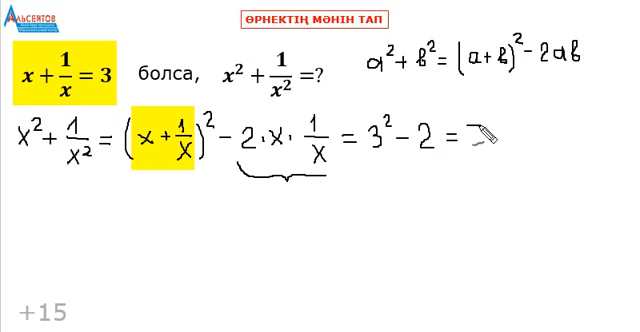 АЛЬСЕИТОВ
ӨРНЕКТІҢ МӘНІН ТАП
x + 1/x = 3 болса, x² + 1/x² =?
a² + b² = (a + b)² - 2ab
x² + 1/x² = (x + 1/x)² - 2 · x · 1/x = 3² - 2 = 7
+15